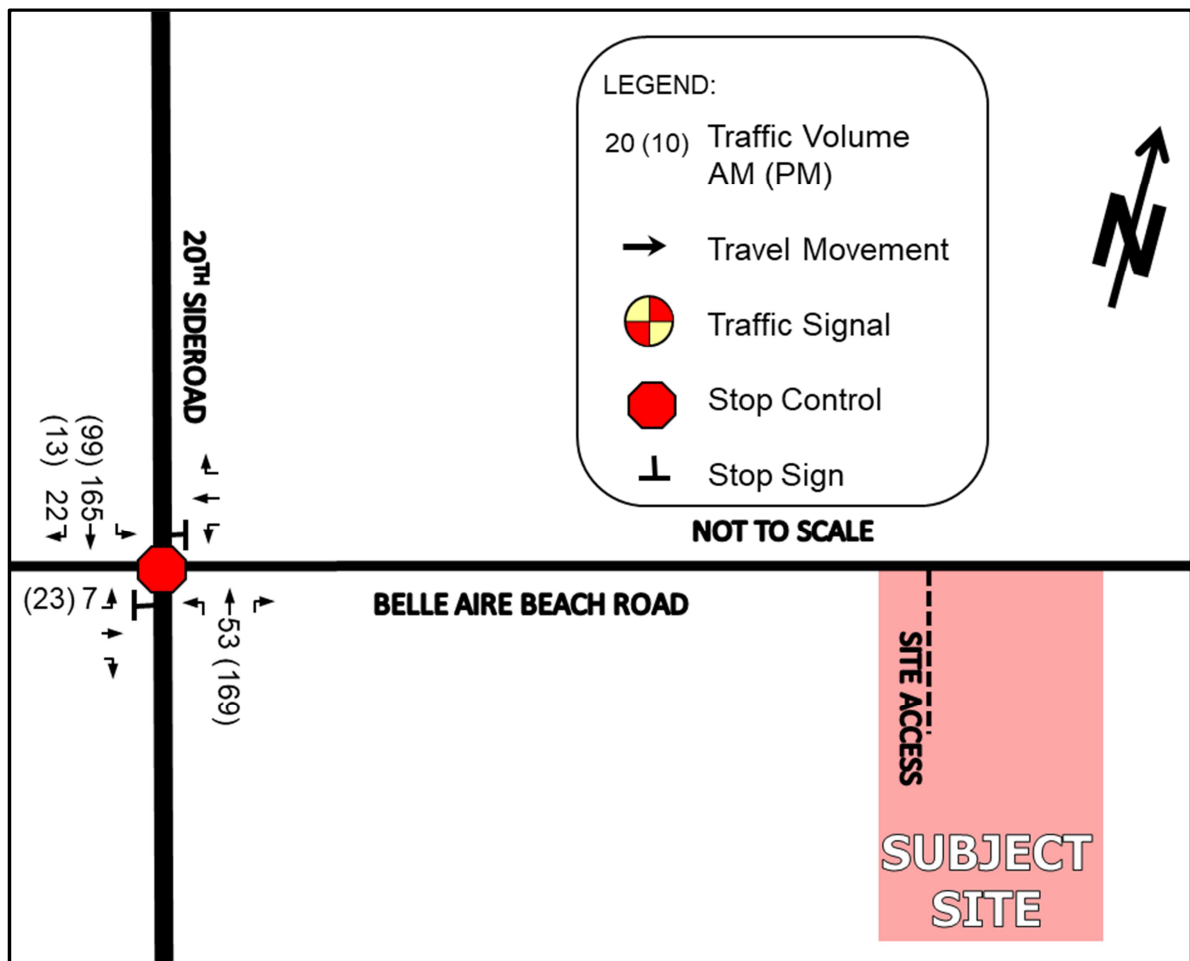 LEGEND:
20 (10) Traffic Volume
AM (PM)
Travel Movement
Traffic Signal
Stop Control
Stop Sign
N
20TH SIDEROAD
(99) 165
(13) 22
NOT TO SCALE
(23) 7
53 (169)
BELLE AIRE BEACH ROAD
SITE ACCESS
SUBJECT
SITE